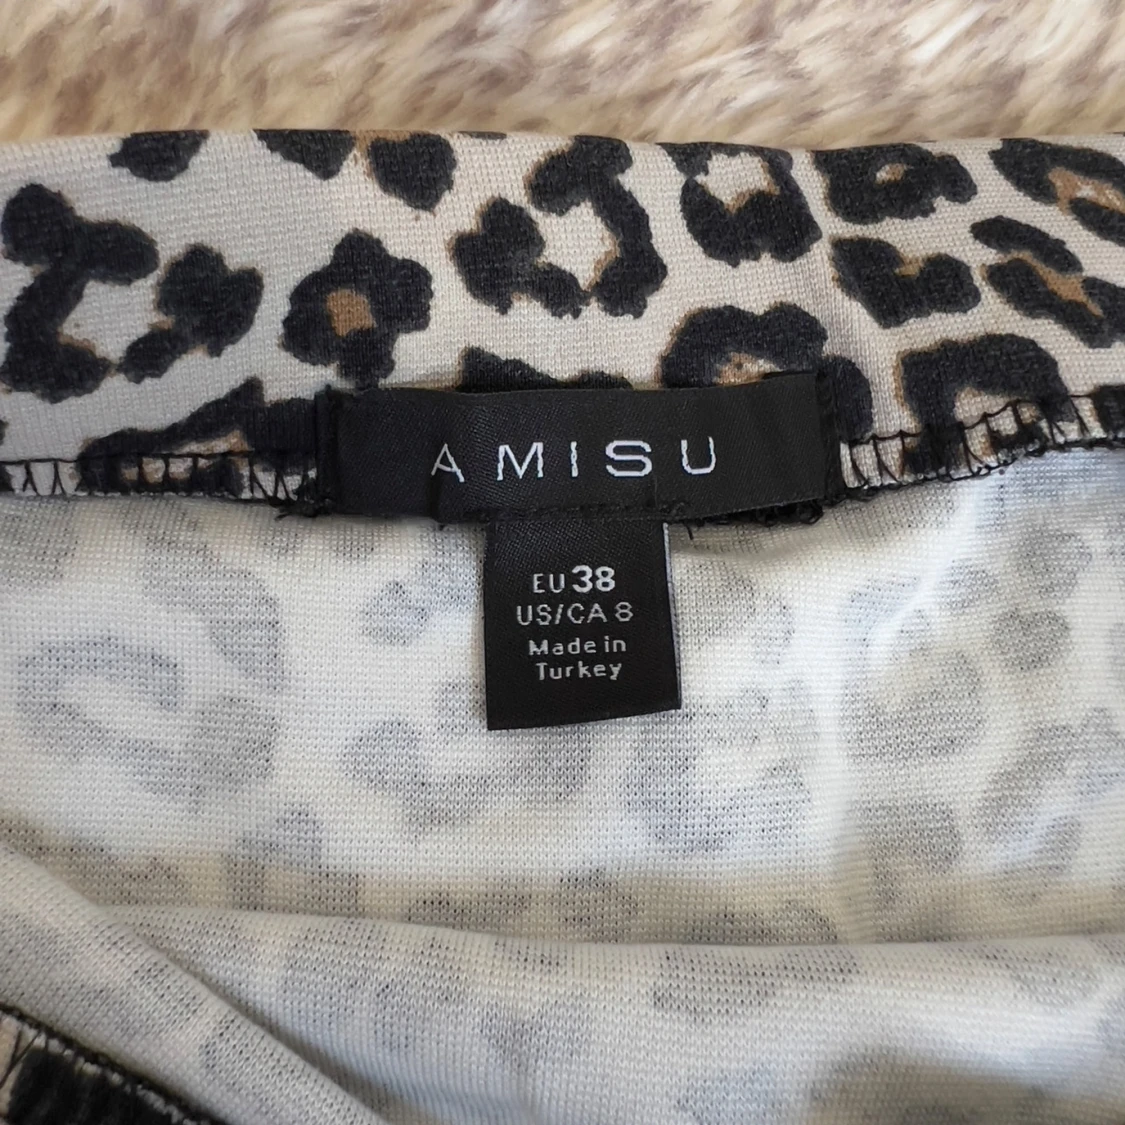 AMISU
EU 38
US/CA 8
Made in
Turkey